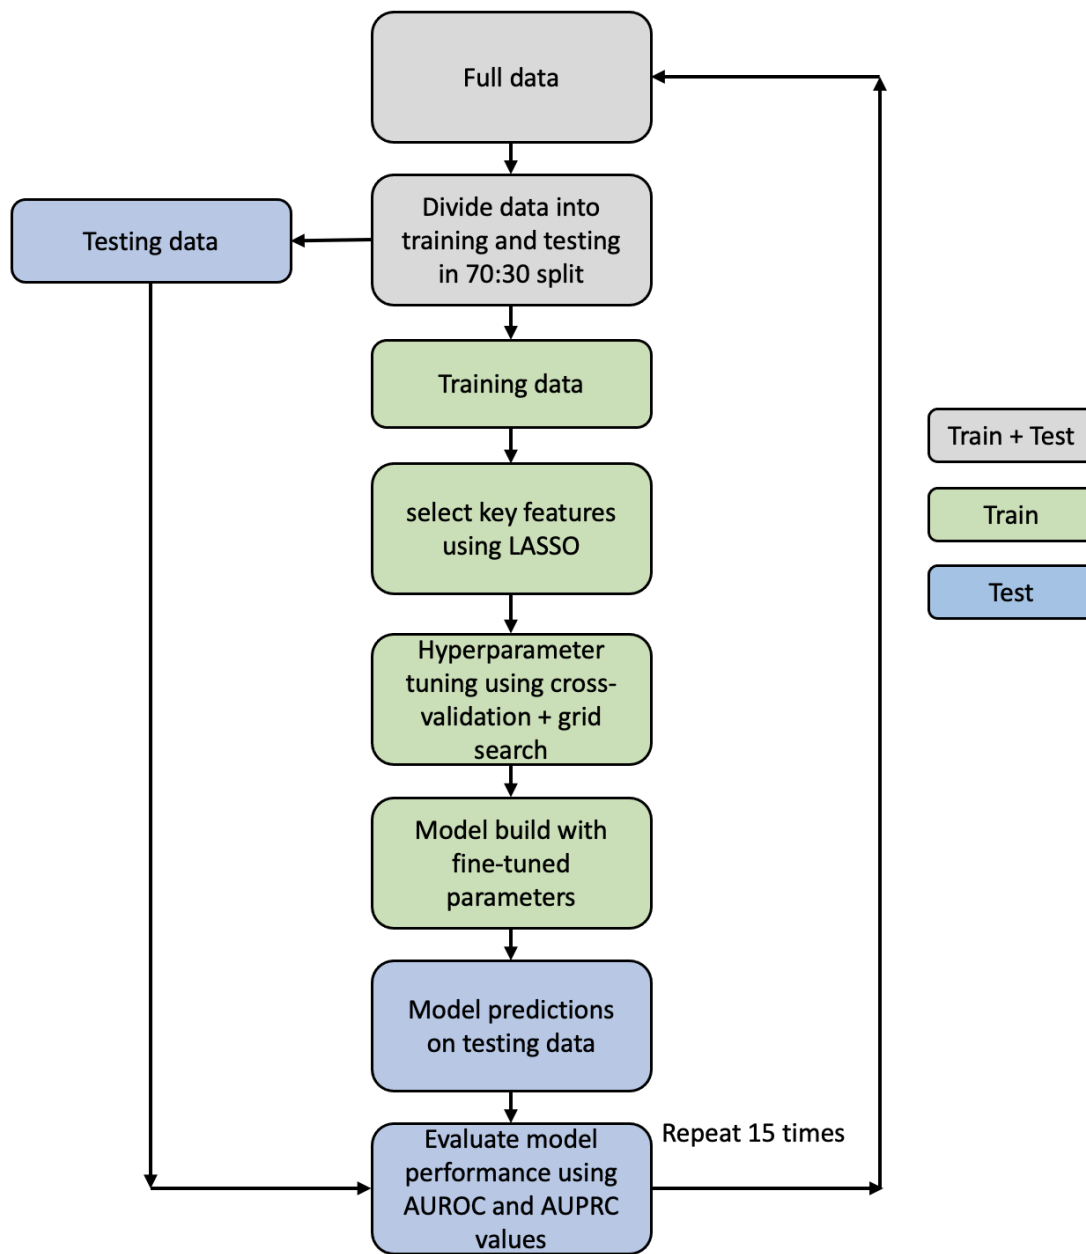 Full data
Divide data into
training and testing
in 70:30 split
Testing data
Training data
select key features
using LASSO
Hyperparameter
tuning using cross-
validation + grid
search
Model build with
fine-tuned
parameters
Model predictions
on testing data
Evaluate model
performance using
AUROC and AUPRC
values
Repeat 15 times
Train + Test
Train
Test